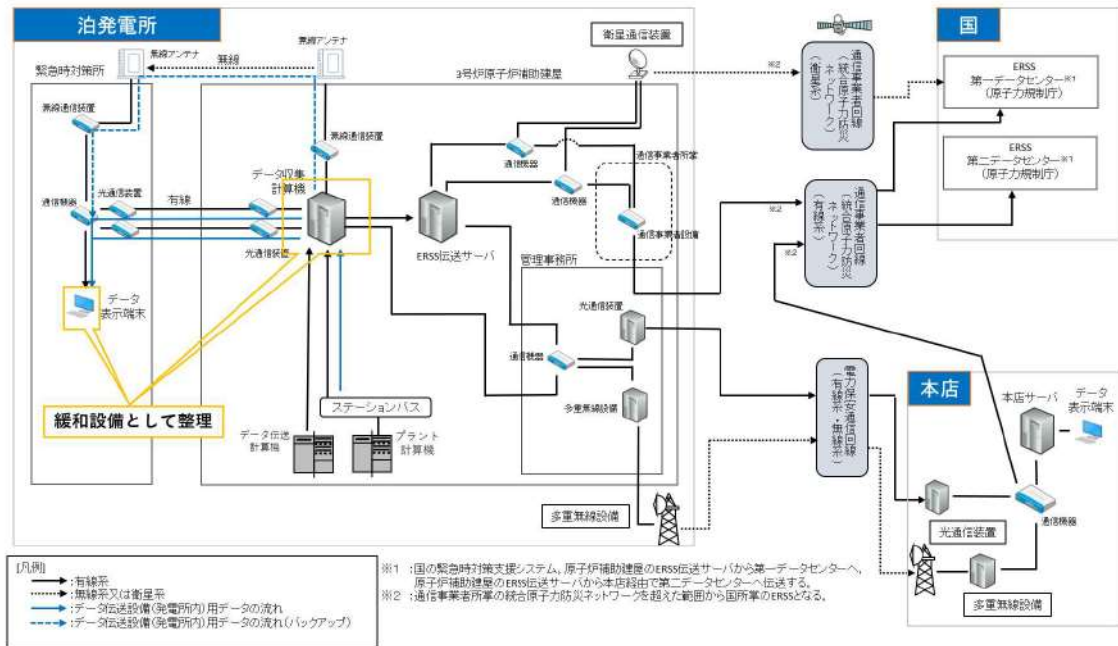 泊発電所
無線アンテナ
無線
無線アンテナ
緊急時対策所
無線通信装置
3号炉原子炉補助建屋
衛星通信装置
無線通信装置
データ収集
計算機
通信機器
光通信装置
有線
光通信装置
データ
表示端末
緩和設備として整理
ステーションバス
データ伝送
計算機
プラント
計算機
ERSS伝送サーバ
通信機器
通信機器
通信事業者所掌
通信事業者設備
管理事務所
光通信装置
通信機器
多重無線設備
多重無線設備
※2
通信事業者回線
(統合原子力防災
ネットワーク)
(衛星系)
※2
※2
通信事業者回線
(統合原子力防災
ネットワーク)
(有線系)
電力保安通信回線
(有線系・無線系)
国
ERSS
第一データセンター※1
(原子力規制庁)
ERSS
第二データセンター※1
(原子力規制庁)
本店
本店サーバ
データ
表示端末
通信機器
光通信装置
多重無線設備
[凡例]
:有線系
:無線系又は衛星系
:データ伝送設備(発電所内)用データの流れ
:データ伝送設備(発電所内)用データの流れ(バックアップ)
※1 :国の緊急時対策支援システム。原子炉補助建屋のERSS伝送サーバから第一データセンターへ,
原子炉補助建屋のERSS伝送サーバから本店経由で第二データセンターへ伝送する。
※2 :通信事業者所掌の統合原子力防災ネットワークを超えた範囲から国所掌のERSSとなる。